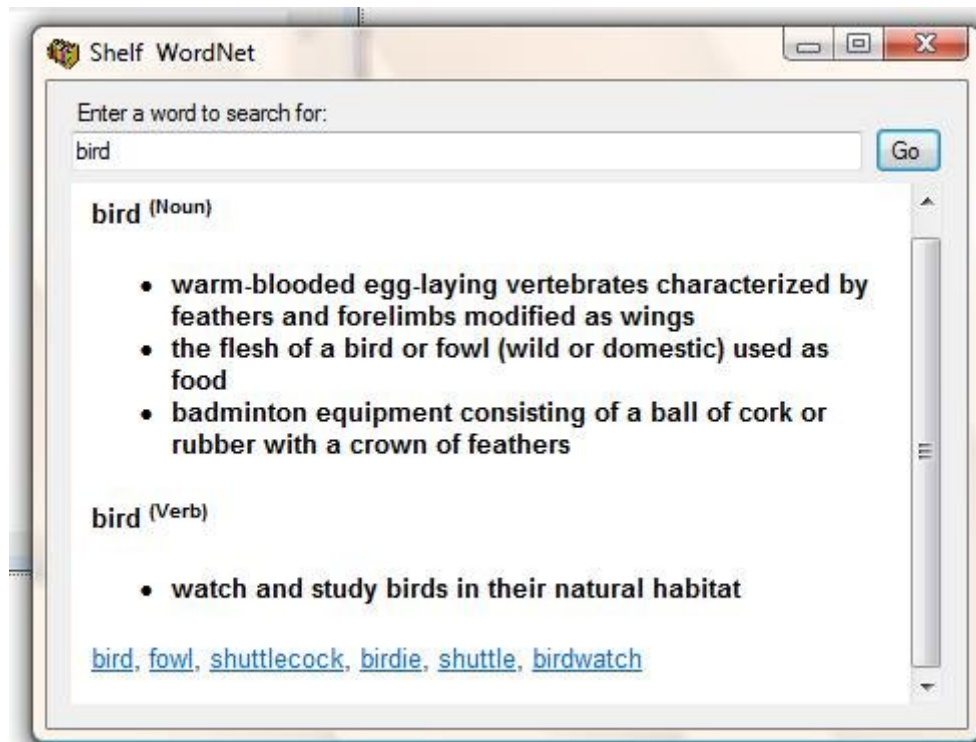 Shelf WordNet
Enter a word to search for:
bird
Go
bird (Noun)
• warm-blooded egg-laying vertebrates characterized by
feathers and forelimbs modified as wings
• the flesh of a bird or fowl (wild or domestic) used as
food
• badminton equipment consisting of a ball of cork or
rubber with a crown of feathers
bird (Verb)
• watch and study birds in their natural habitat
bird, fowl, shuttlecock, birdie, shuttle, birdwatch